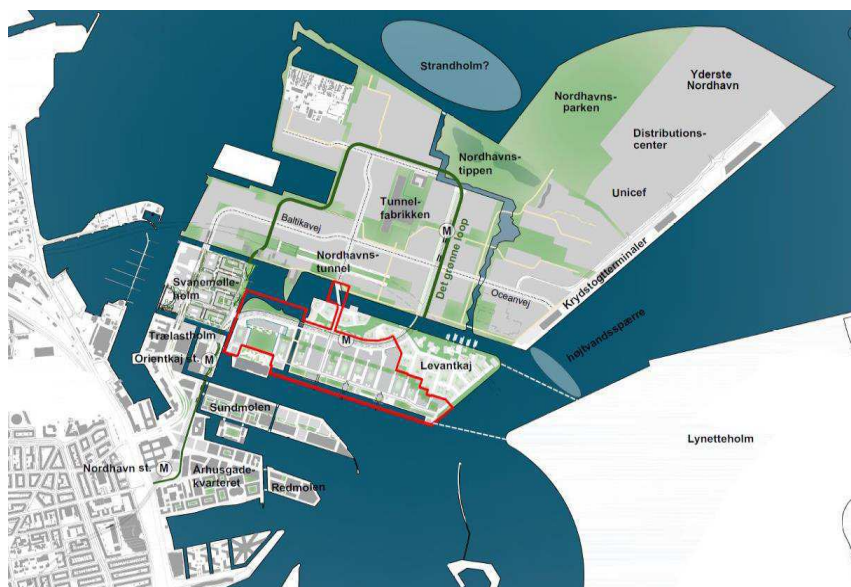 Strandholm?
Yderste
Nordhavn
Nordhavns-
parken
Distributions-
center
Nordhavns-
tippen
Unicef
Tunnel-
fabrikken
M
Baltikavej
Det grønne loop
Nordhavns-
tunnel
Oceanvej
Krydstogtterminaler
Svanemølle-
holm
højtvandsspærre
Trælastholm
M
Orientkaj st.
M
Levantkaj
Sundmolen
Lynetteholm
Nordhavn st.
M
Århusgade-
kvarteret
Redmolen